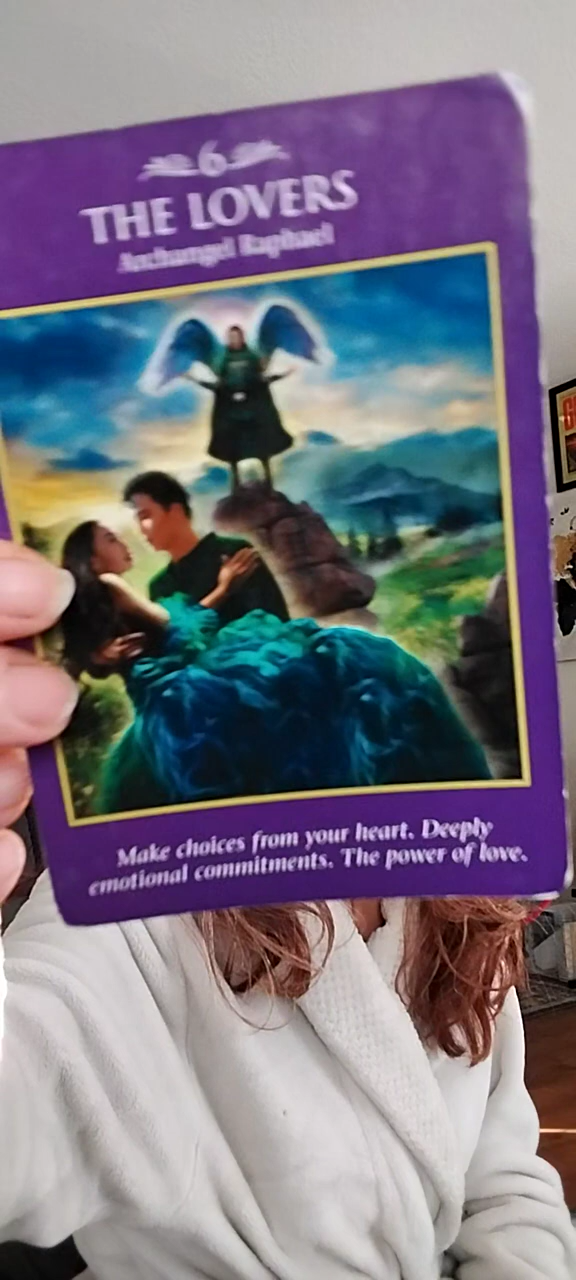 6
THE LOVERS
Archangel Raphael
Make choices from your heart. Deeply
emotional commitments. The power of love.